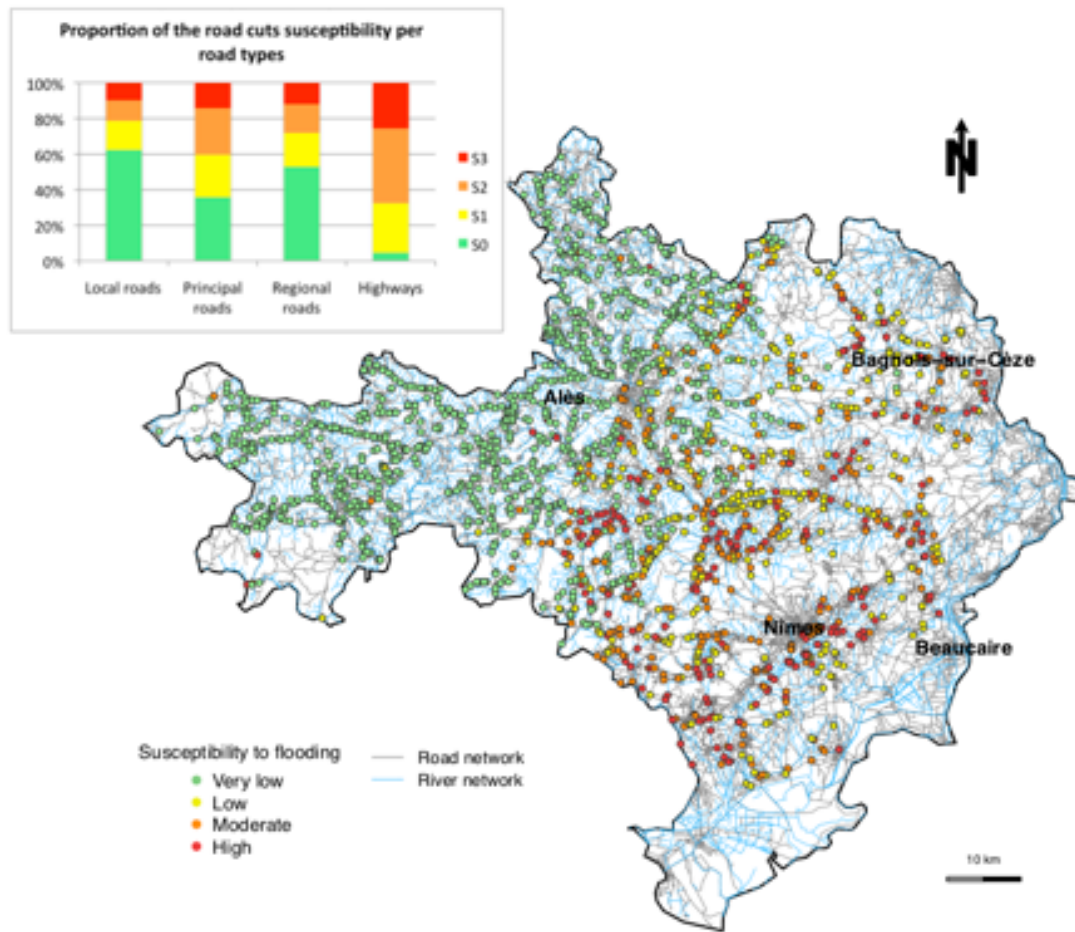 Proportion of the road cuts susceptibility per
road types
100%
80%
60%
40%
20%
0%
S3
S2
S1
S0
Local roads
Principal
roads
Regional
roads
Highways
N
Bagnols-sur-Cèze
Alès
Nîmes
Beaucaire
Susceptibility to flooding
Very low
Low
Moderate
High
Road network
River network
10 km